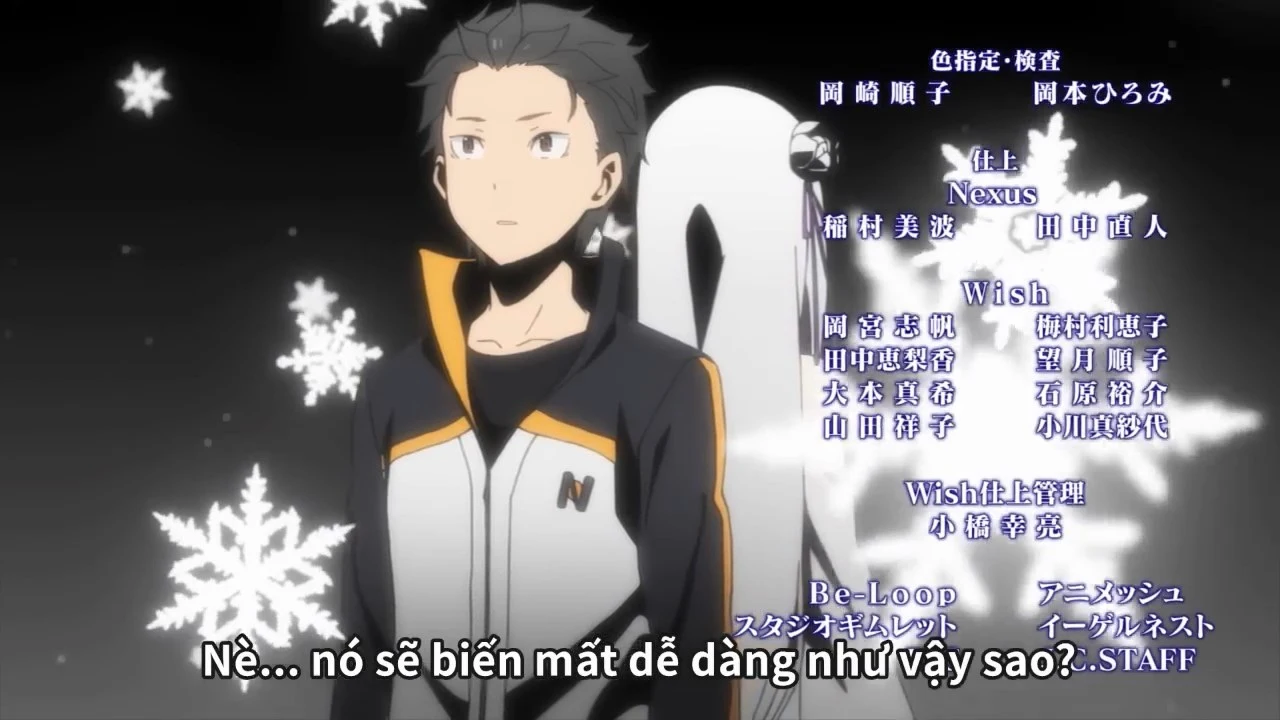 色指定・検査
岡崎順子 岡本ひろみ
仕上
Nexus
稲村美波 田中直人
Wish
岡宮志帆 梅村利恵子
田中恵梨香 望月順子
大本真希 石原裕介
山田祥子 小川真紗代
Wish仕上管理
小橋幸亮
Be-Loop アニメッシュ
スタジオギムレット イーゲルネスト
C.STAFF
Nè... nó sẽ biến mất dễ dàng như vậy sao?
N